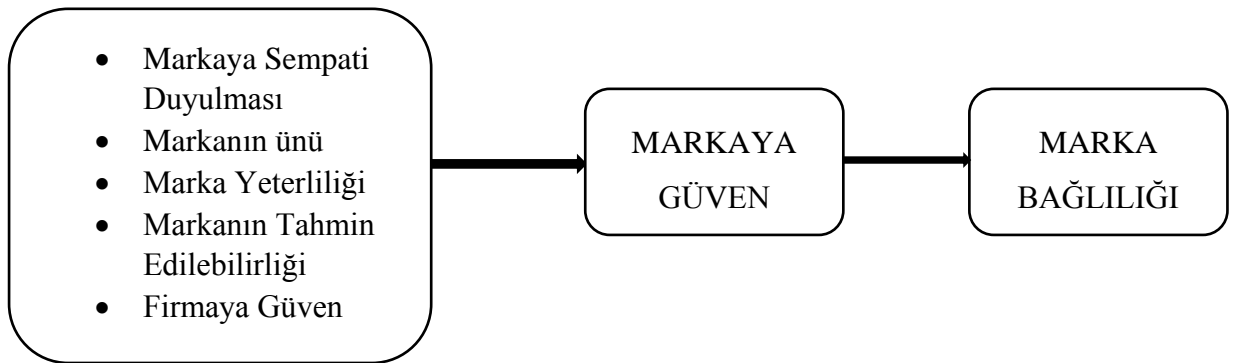 • Markaya Sempati
Duyulması
• Markanın ünü
• Marka Yeterliliği
• Markanın Tahmin
Edilebilirliği
• Firmaya Güven
MARKAYA
GÜVEN
MARKA
BAĞLILIĞI